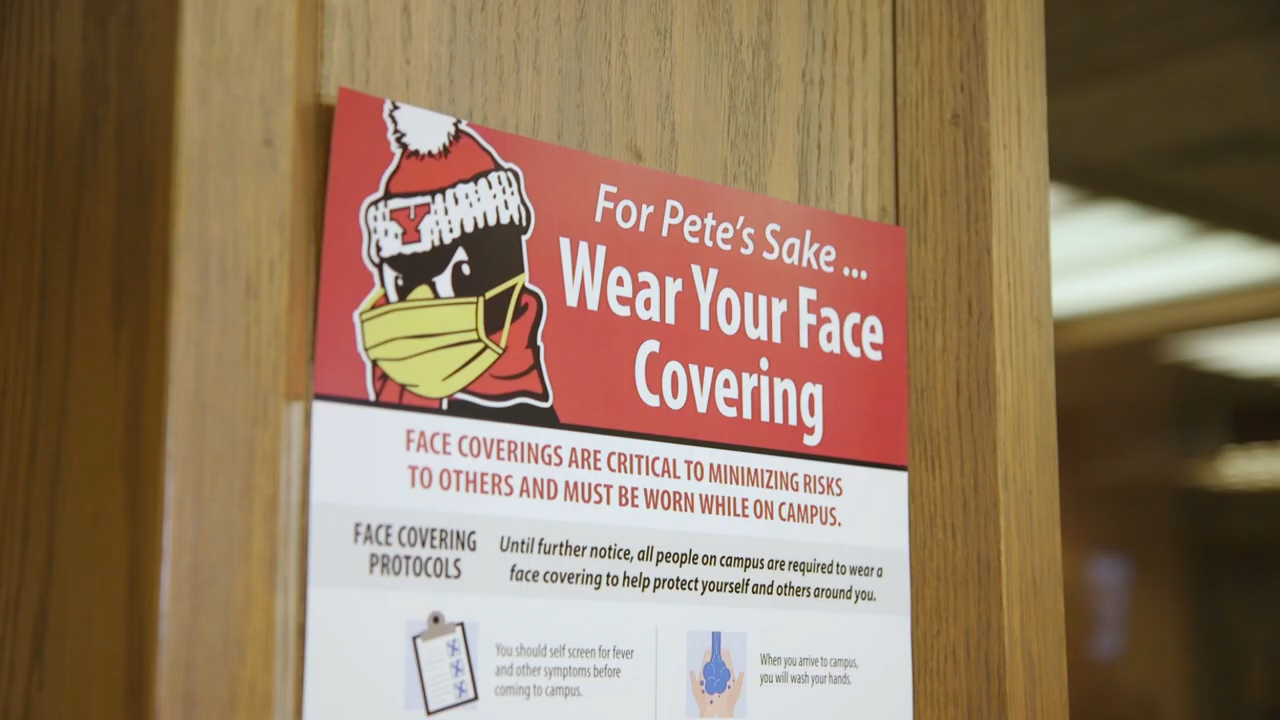 Y
For Pete's Sake ...
Wear Your Face
Covering
FACE COVERINGS ARE CRITICAL TO MINIMIZING RISKS
TO OTHERS AND MUST BE WORN WHILE ON CAMPUS.
FACE COVERING
PROTOCOLS
Until further notice, all people on campus are required to wear a
face covering to help protect yourself and others around you.
You should self screen for fever
and other symptoms before
coming to campus.
When you arrive to campus,
you will wash your hands.